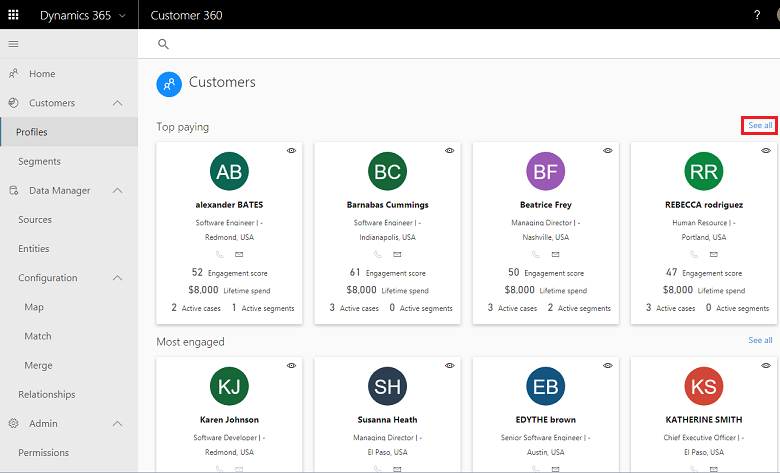 Dynamics 365 Customer 360 ?
Home
Customers
Profiles
Segments
Data Manager
Sources
Entities
Configuration
Map
Match
Merge
Relationships
Admin
Permissions
Customers
Top paying See all
AB BC BF RR
alexander BATES Barnabas Cummings Beatrice Frey REBECCA rodriguez
Software Engineer | - Software Engineer | - Managing Director | - Human Resource | -
Redmond, USA Indianapolis, USA Nashville, USA Portland, USA
52 Engagement score 61 Engagement score 50 Engagement score 47 Engagement score
$8,000 Lifetime spend $8,000 Lifetime spend $8,000 Lifetime spend $8,000 Lifetime spend
2 Active cases 1 Active segments 3 Active cases 0 Active segments 3 Active cases 2 Active segments 3 Active cases 0 Active segments
Most engaged See all
KJ SH EB KS
Karen Johnson Susanna Heath EDYTHE brown KATHERINE SMITH
Software Developer | - Managing Director | - Senior Software Engineer | - Chief Executive Officer | -
Redmond, USA El Paso, USA Austin, USA El Paso, USA